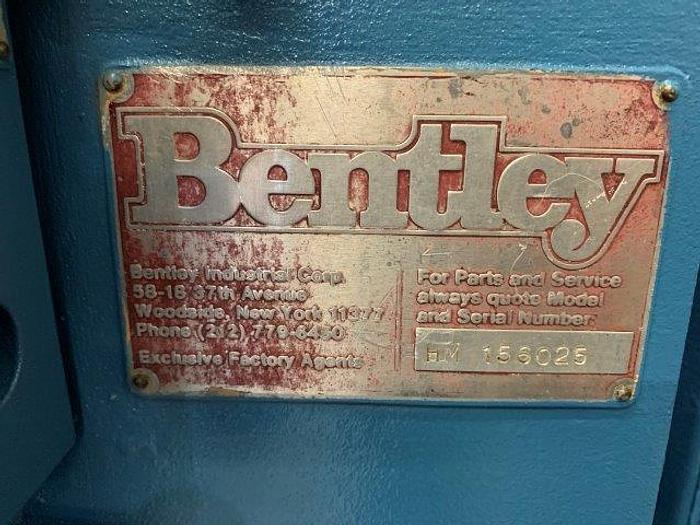 Bentley
Bentley Industrial Corp.
58-18 37th Avenue
Woodside, New York 11377
Phone (212) 779-6450
Exclusive Factory Agents
For Parts and Service
always quote Model
and Serial Number:
HM 156025